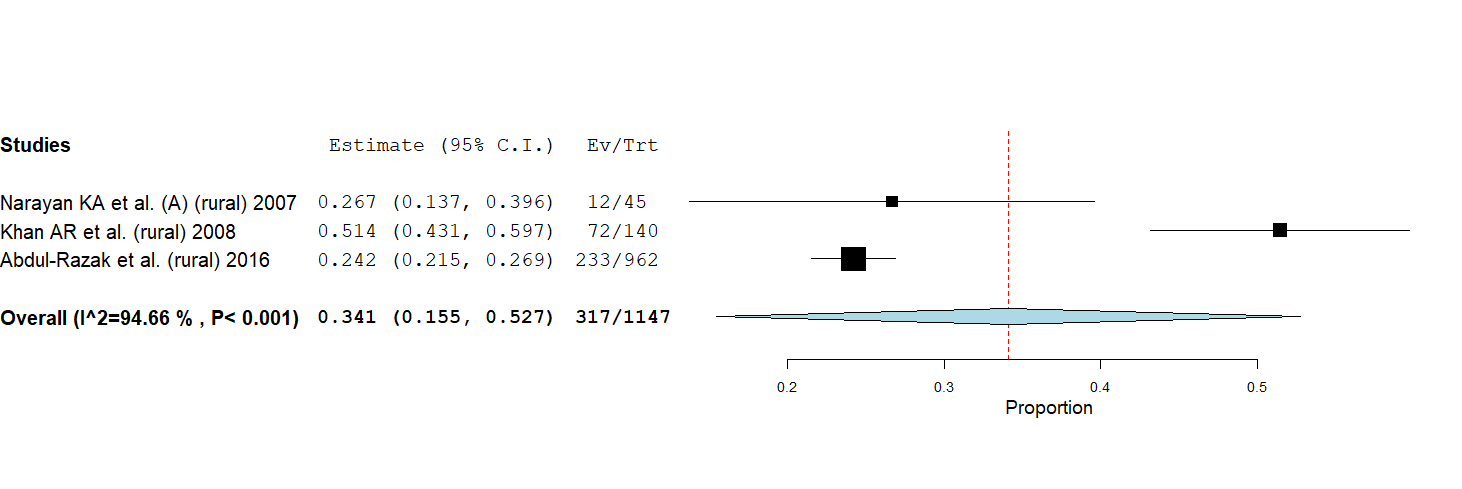 Studies Estimate (95% C.I.) Ev/Trt
Narayan KA et al. (A) (rural) 2007 0.267 (0.137, 0.396) 12/45
Khan AR et al. (rural) 2008 0.514 (0.431, 0.597) 72/140
Abdul-Razak et al. (rural) 2016 0.242 (0.215, 0.269) 233/962
Overall (I^2=94.66 % , P< 0.001) 0.341 (0.155, 0.527) 317/1147
0.2 0.3 0.4 0.5
Proportion